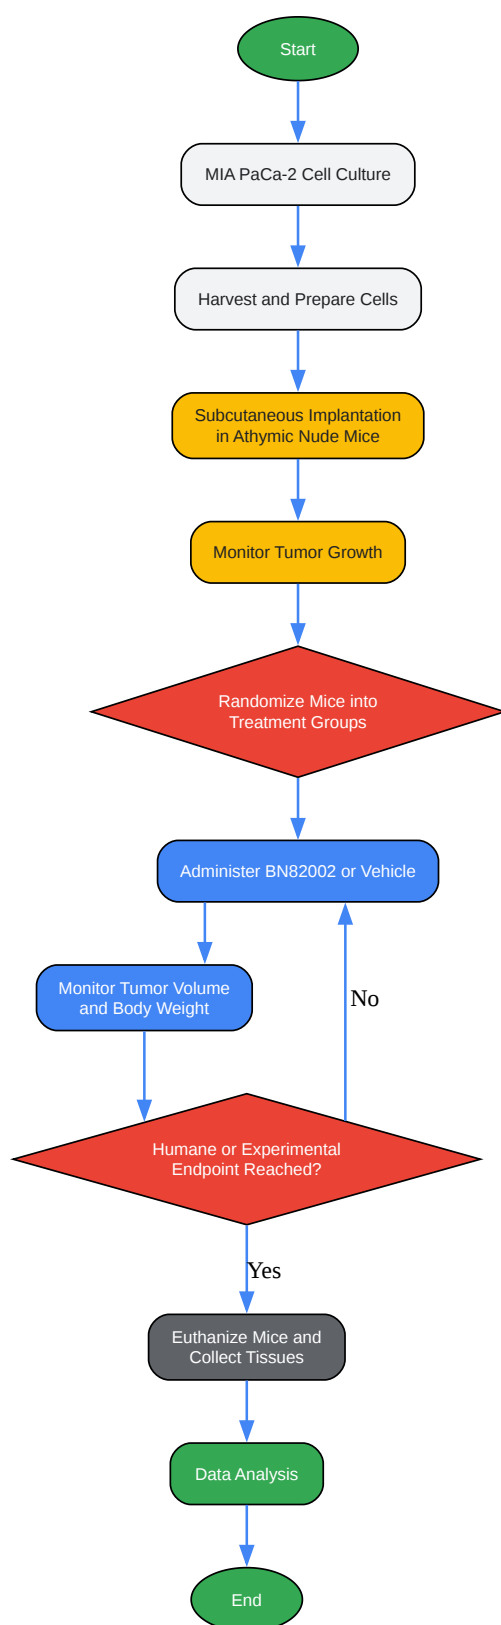 Start
MIA PaCa-2 Cell Culture
Harvest and Prepare Cells
Subcutaneous Implantation
in Athymic Nude Mice
Monitor Tumor Growth
Randomize Mice into
Treatment Groups
Administer BN82002 or Vehicle
Monitor Tumor Volume
and Body Weight
No
Humane or Experimental
Endpoint Reached?
Yes
Euthanize Mice and
Collect Tissues
Data Analysis
End